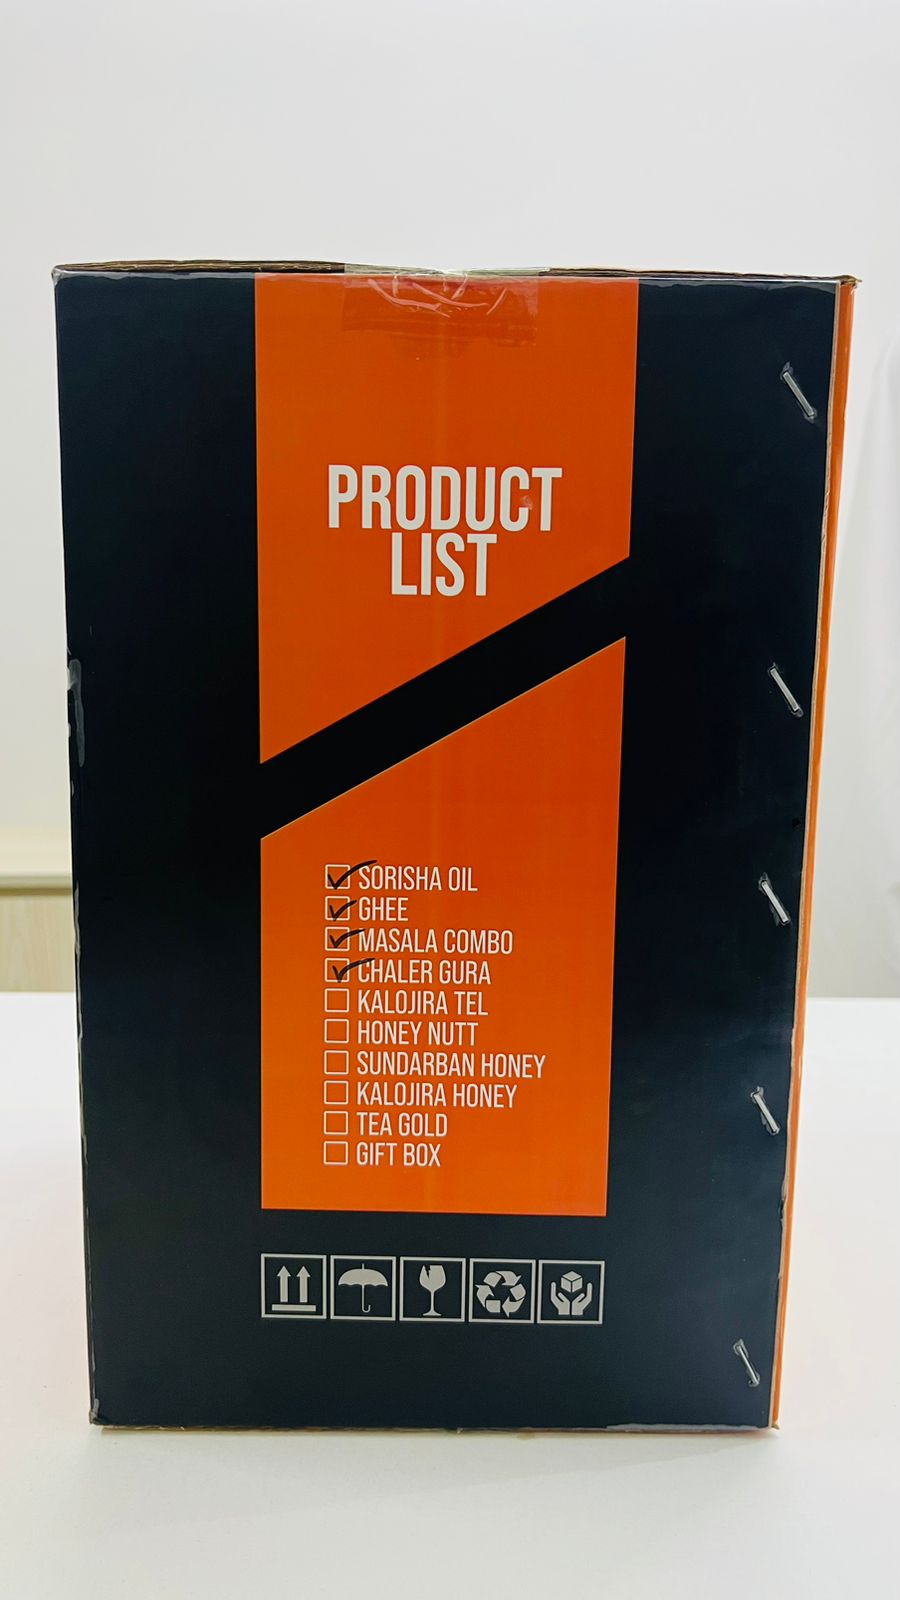 PRODUCT
LIST
SORISHA OIL
GHEE
MASALA COMBO
CHALER GURA
KALOJIRA TEL
HONEY NUTT
SUNDARBAN HONEY
KALOJIRA HONEY
TEA GOLD
GIFT BOX